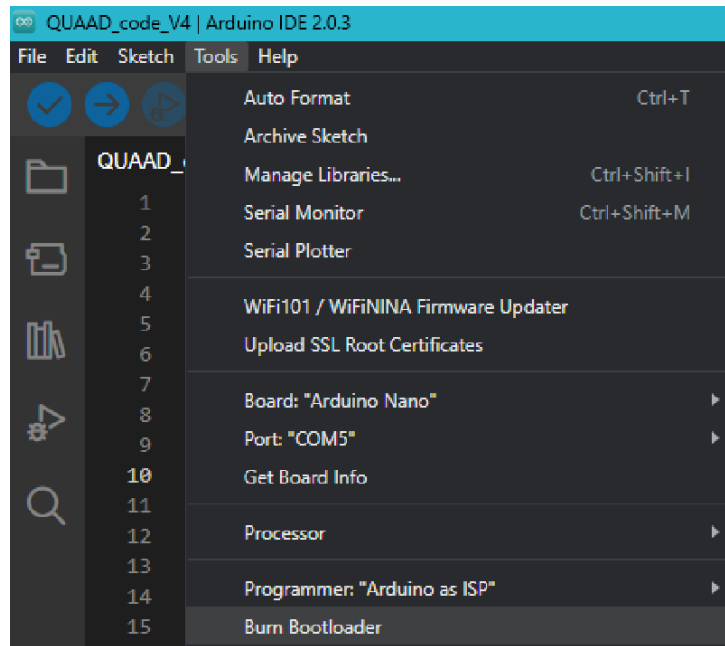 QUAAD_code_V4 | Arduino IDE 2.0.3
File Edit Sketch Tools Help
Auto Format Ctrl+T
Archive Sketch
QUAAD_
Manage Libraries... Ctrl+Shift+I
1
Serial Monitor Ctrl+Shift+M
2
Serial Plotter
3
4
WiFi101 / WiFiNINA Firmware Updater
5
Upload SSL Root Certificates
6
7
Board: "Arduino Nano"
8
Port: "COM5"
9
10
Get Board Info
11
12
Processor
13
Programmer: "Arduino as ISP"
14
15
Burn Bootloader